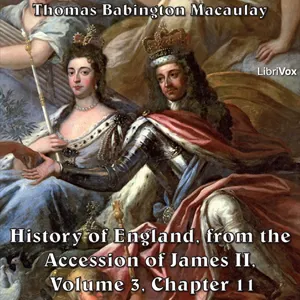 Thomas Babington Macaulay
LibriVox
History of England, from the
Accession of James II,
Volume 3, Chapter 11